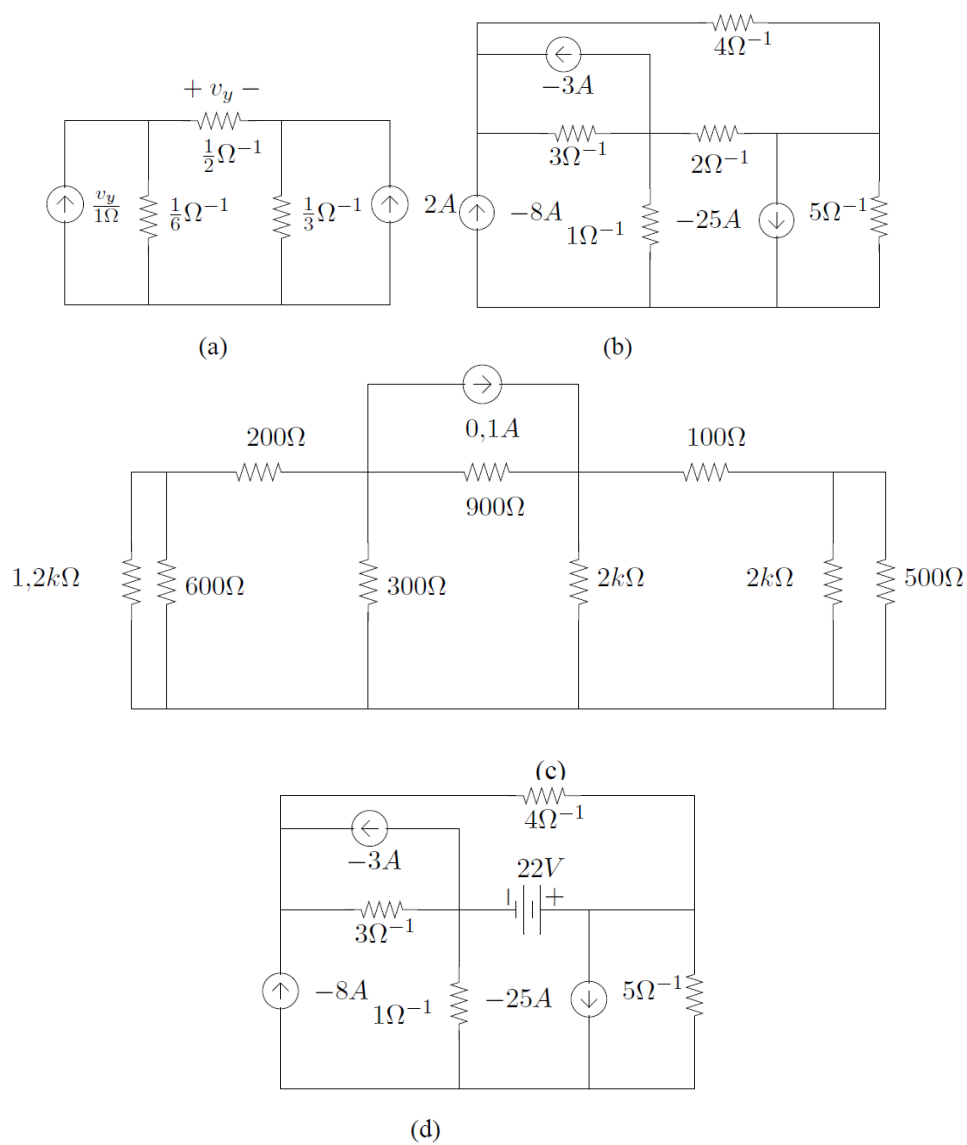 + v_y −
1/2 Ω⁻¹
v_y/1Ω
1/6 Ω⁻¹
1/3 Ω⁻¹
2A
(a)
4Ω⁻¹
−3A
3Ω⁻¹
2Ω⁻¹
−8A
1Ω⁻¹
−25A
5Ω⁻¹
(b)
0,1A
200Ω
900Ω
100Ω
1,2kΩ
600Ω
300Ω
2kΩ
2kΩ
500Ω
(c)
4Ω⁻¹
−3A
22V
+
3Ω⁻¹
−8A
1Ω⁻¹
−25A
5Ω⁻¹
(d)